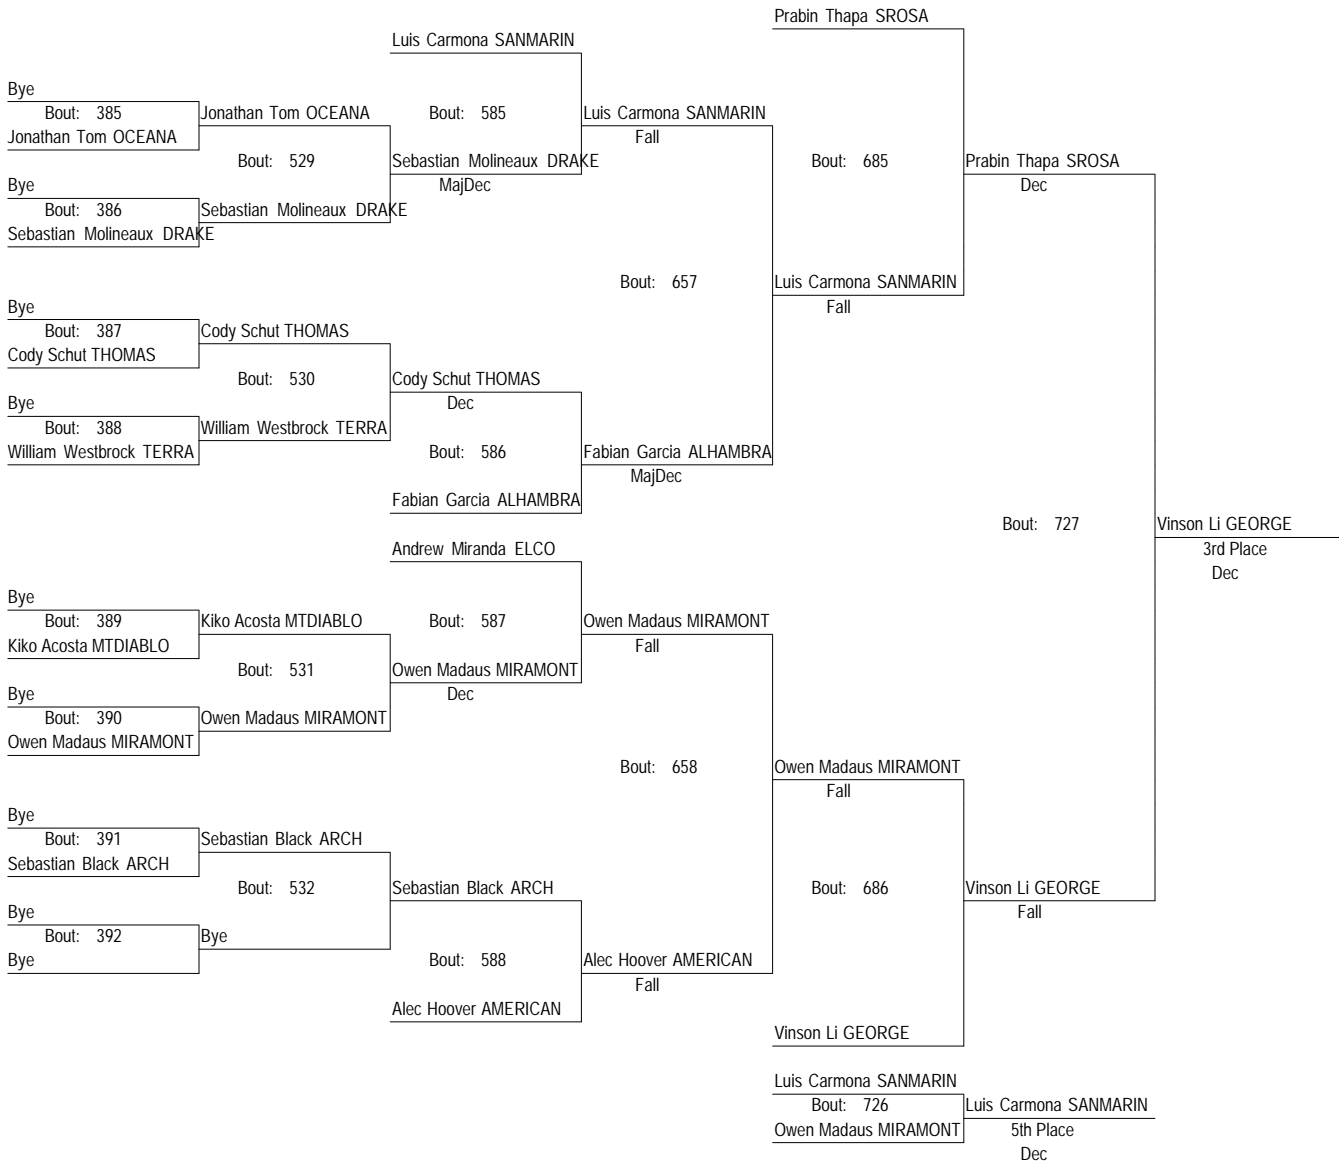 Prabin Thapa SROSA
Luis Carmona SANMARIN
Bye
Bout: 385
Jonathan Tom OCEANA
Jonathan Tom OCEANA
Bout: 585
Luis Carmona SANMARIN
Fall
Bout: 529
Sebastian Molineaux DRAKE
MajDec
Bout: 685
Prabin Thapa SROSA
Dec
Bye
Bout: 386
Sebastian Molineaux DRAKE
Sebastian Molineaux DRAKE
Bout: 657
Luis Carmona SANMARIN
Fall
Bye
Bout: 387
Cody Schut THOMAS
Cody Schut THOMAS
Bout: 530
Cody Schut THOMAS
Dec
Bye
Bout: 388
William Westbrock TERRA
William Westbrock TERRA
Bout: 586
Fabian Garcia ALHAMBRA
MajDec
Fabian Garcia ALHAMBRA
Bout: 727
Vinson Li GEORGE
3rd Place
Dec
Andrew Miranda ELCO
Bye
Bout: 389
Kiko Acosta MTDIABLO
Kiko Acosta MTDIABLO
Bout: 587
Owen Madaus MIRAMONT
Fall
Bout: 531
Owen Madaus MIRAMONT
Dec
Bye
Bout: 390
Owen Madaus MIRAMONT
Owen Madaus MIRAMONT
Bout: 658
Owen Madaus MIRAMONT
Fall
Bye
Bout: 391
Sebastian Black ARCH
Sebastian Black ARCH
Bout: 532
Sebastian Black ARCH
Bout: 686
Vinson Li GEORGE
Fall
Bye
Bout: 392
Bye
Bye
Bout: 588
Alec Hoover AMERICAN
Fall
Alec Hoover AMERICAN
Vinson Li GEORGE
Luis Carmona SANMARIN
Bout: 726
Owen Madaus MIRAMONT
Luis Carmona SANMARIN
5th Place
Dec